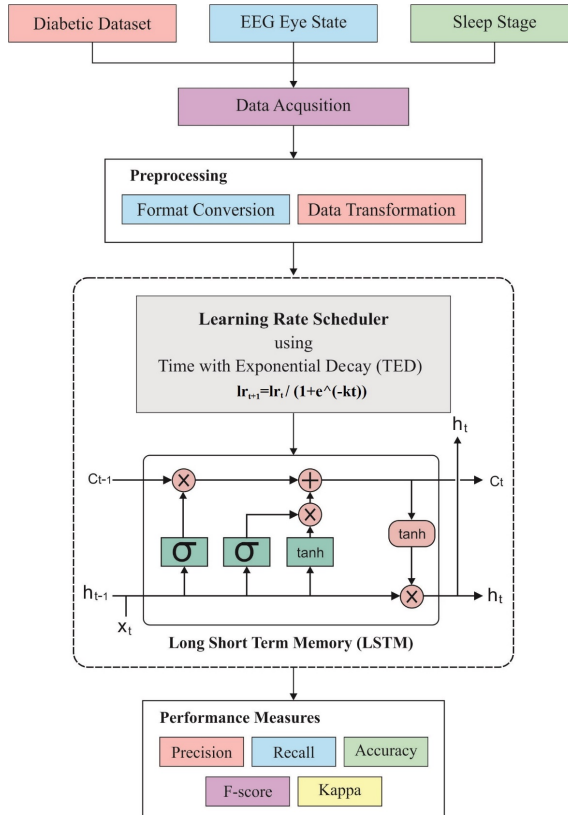 Diabetic Dataset
EEG Eye State
Sleep Stage
Data Acqusition
Preprocessing
Format Conversion
Data Transformation
Learning Rate Scheduler
using
Time with Exponential Decay (TED)
lrₜ₊₁=lrₜ / (1+e^(-kt))
hₜ
Cₜ₋₁
×
+
Cₜ
×
σ
σ
tanh
tanh
hₜ₋₁
×
hₜ
xₜ
Long Short Term Memory (LSTM)
Performance Measures
Precision
Recall
Accuracy
F-score
Kappa